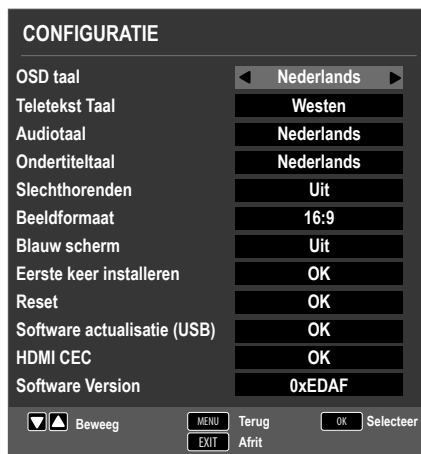 CONFIGURATIE
OSD taal Nederlands
Teletekst Taal Westen
Audiotaal Nederlands
Ondertiteltaal Nederlands
Slechthorenden Uit
Beeldformaat 16:9
Blauw scherm Uit
Eerste keer installeren OK
Reset OK
Software actualisatie (USB) OK
HDMI CEC OK
Software Version 0xEDAF
Beweeg MENU Terug OK Selecteer
EXIT Afrit